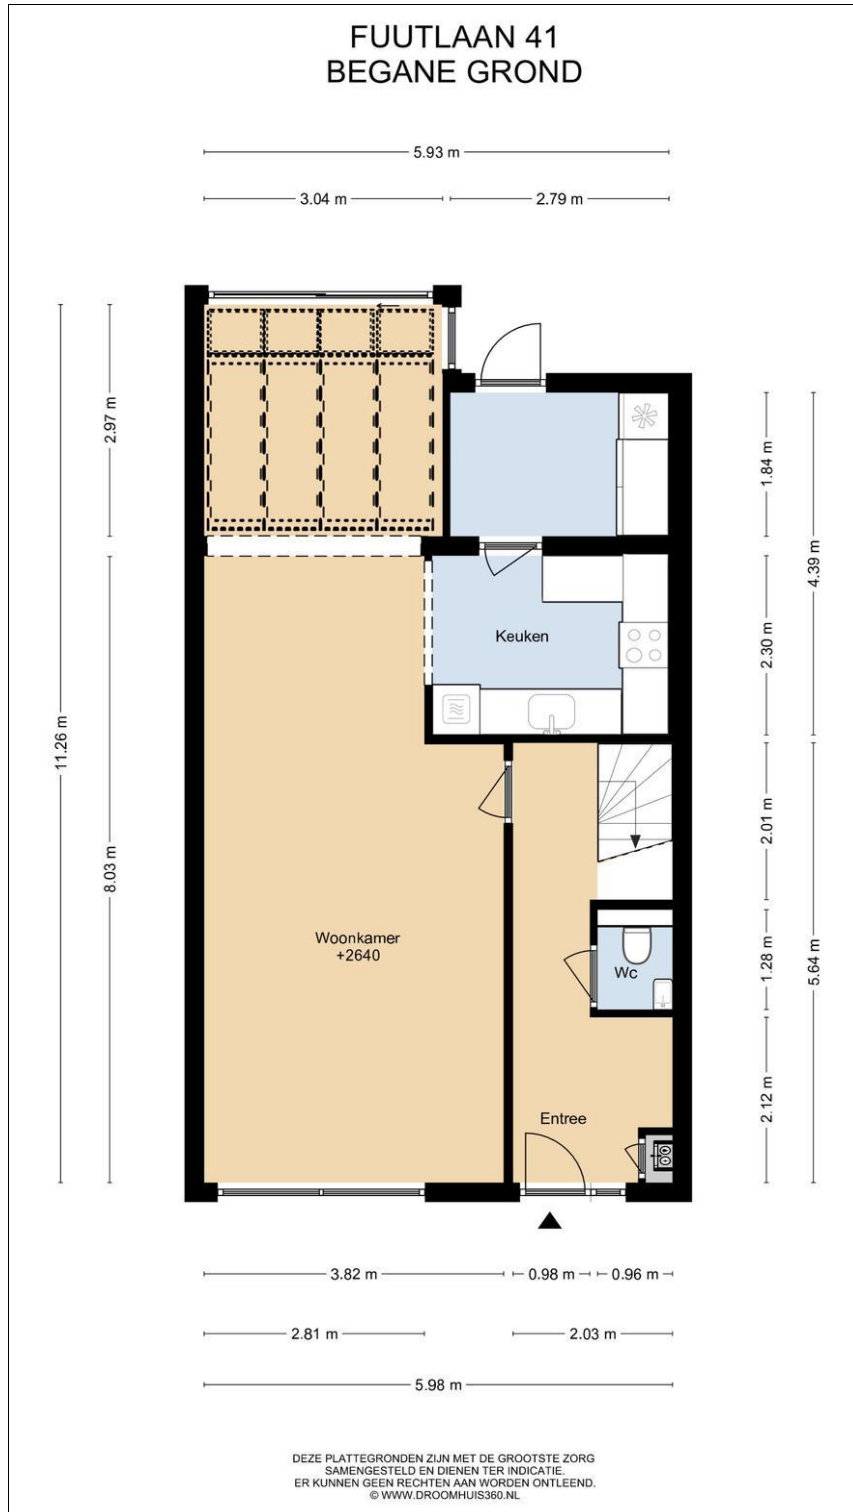 FUUTLAAN 41
BEGANE GROND
5.93 m
3.04 m
2.79 m
2.97 m
1.84 m
4.39 m
2.30 m
Keuken
11.26 m
2.01 m
8.03 m
Woonkamer
+2640
1.28 m
5.64 m
Wc
2.12 m
Entree
3.82 m
0.98 m
0.96 m
2.81 m
2.03 m
5.98 m
DEZE PLATTEGRONDEN ZIJN MET DE GROOTSTE ZORG
SAMENGESTELD EN DIENEN TER INDICATIE.
ER KUNNEN GEEN RECHTEN AAN WORDEN ONTLEEND.
© WWW.DROOMHUIS360.NL